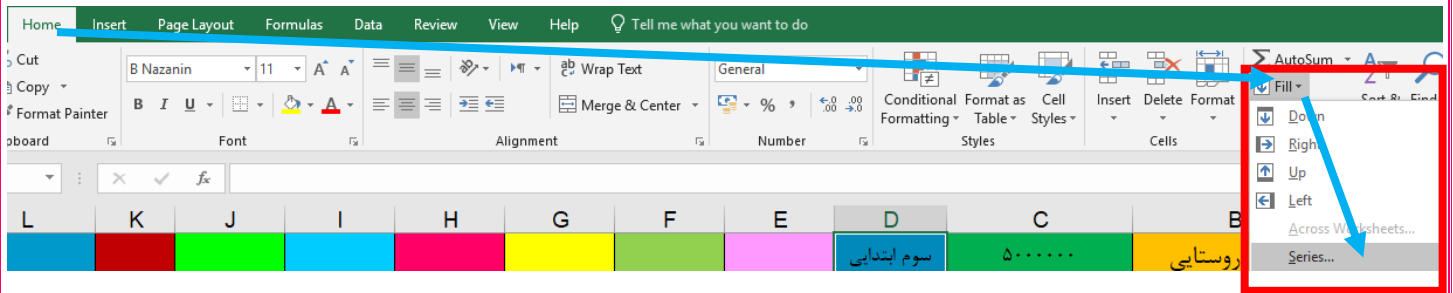 Home Insert Page Layout Formulas Data Review View Help Tell me what you want to do
Cut B Nazanin 11 A A Wrap Text General AutoSum
Copy Fill
Format Painter B I U A Merge & Center % , .00 Conditional Formatting Format as Table Cell Styles Insert Delete Format
Font Alignment Number Styles Cells
Down
Right
Up
fx
Left
L K J I H G F E D C B
Across Worksheets...
سوم ابتدایی ۵۰۰۰۰۰۰ روستایی
Series...